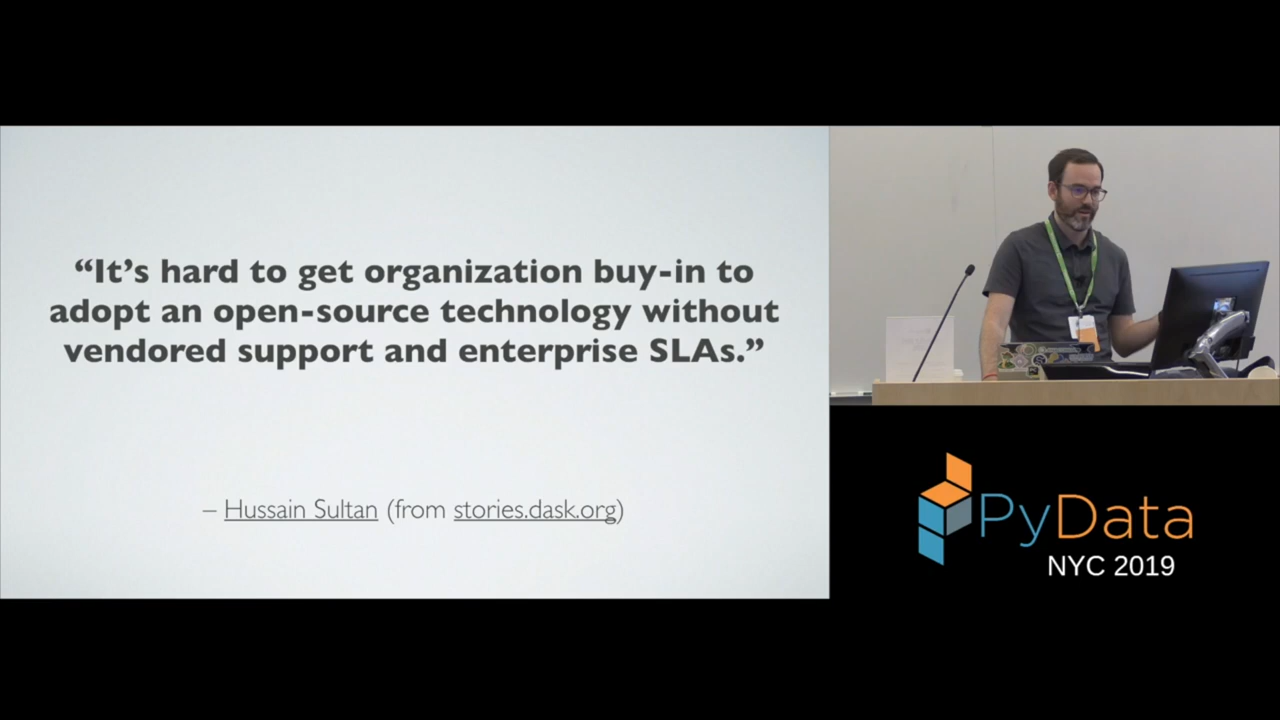 “It’s hard to get organization buy-in to
adopt an open-source technology without
vendored support and enterprise SLAs.”
– Hussain Sultan (from stories.dask.org)
PyData
NYC 2019